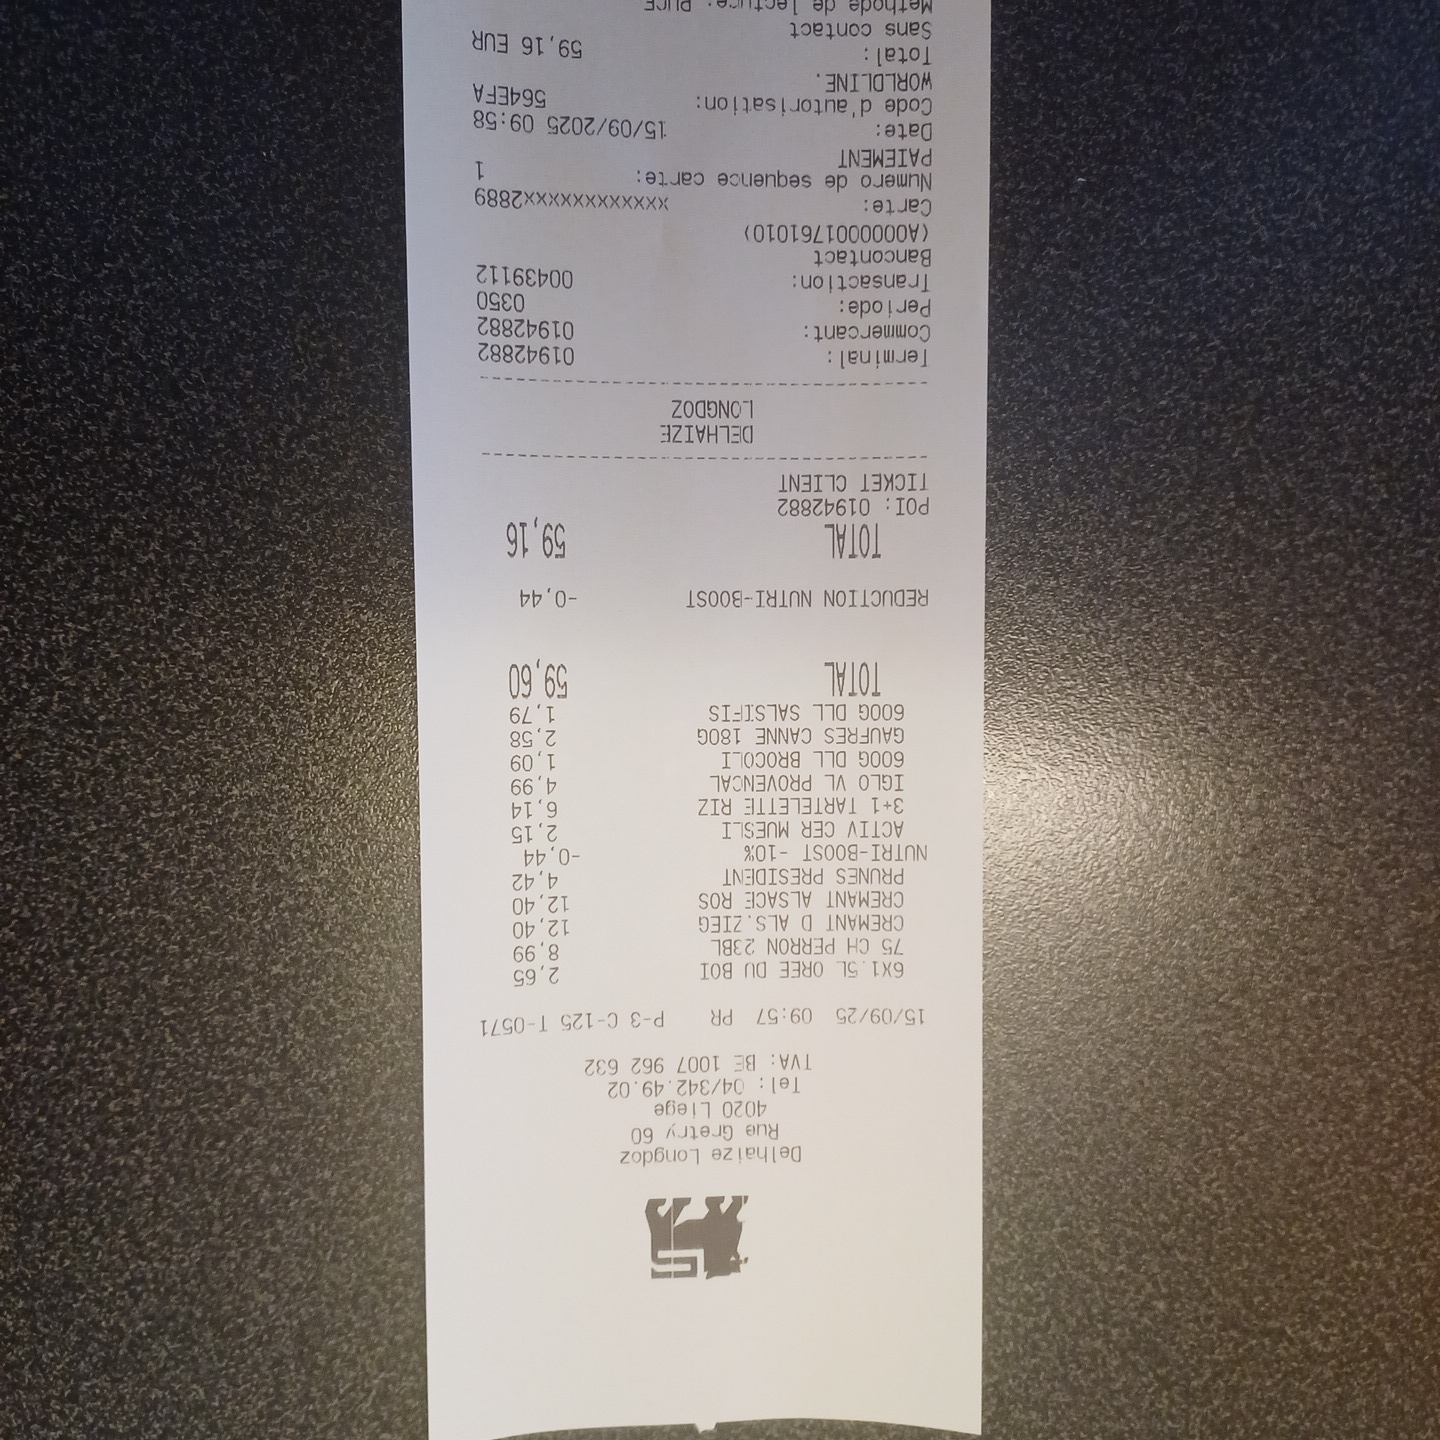 Delhaize Longdoz
Rue Gretry 60
4020 Liege
Tel: 04/342.49.02
TVA: BE 1007 962 632
15/09/25 09:57 PR P-3 C-125 T-0571
6X1.5L OREE DU BOI 2,65
75 CH PERRON 23BL 8,99
CREMANT D ALS.ZIEG 12,40
CREMANT ALSACE ROS 12,40
PRUNES PRESIDENT 4,42
NUTRI-BOOST -10% -0,44
ACTIV CER MUESLI 2,15
3+1 TARTELETTE RIZ 6,14
IGLO VL PROVENCAL 4,99
600G DLL BROCOLI 1,09
GAUFRES CANNE 180G 2,58
600G DLL SALSIFIS 1,79
TOTAL 59,60
REDUCTION NUTRI-BOOST -0,44
TOTAL 59,16
POI: 01942882
TICKET CLIENT
DELHAIZE
LONGDOZ
Terminal: 01942882
Commercant: 01942882
Periode: 0350
Transaction: 00439112
Bancontact
(A0000001761010)
Carte: xxxxxxxxxxxxx2889
Numero de sequence carte: 1
PAIEMENT
Date: 15/09/2025 09:58
Code d'autorisation: 564EFA
WORLDLINE.
Total: 59,16 EUR
Sans contact
Methode de lecture: PUCE